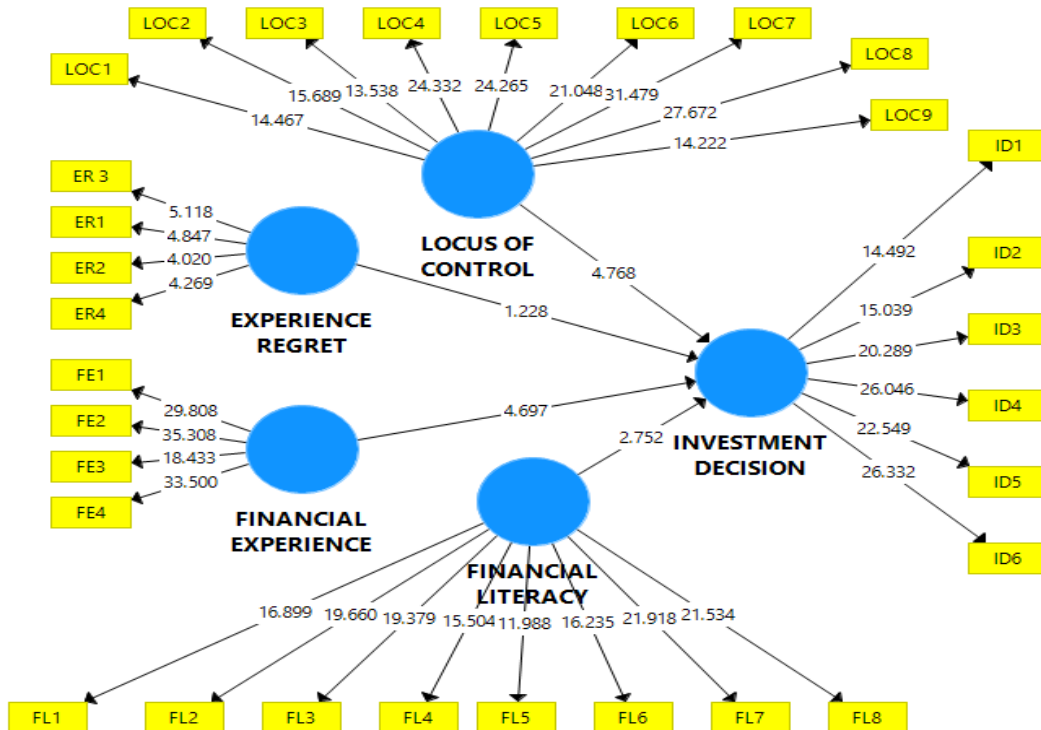 LOC2
LOC3
LOC4
LOC5
LOC6
LOC7
LOC1
LOC8
LOC9
15.689
13.538
24.332
24.265
21.048
31.479
27.672
14.467
14.222
ID1
ER 3
5.118
ER1
4.847
ER2
4.020
ER4
4.269
LOCUS OF
CONTROL
4.768
14.492
ID2
EXPERIENCE
REGRET
1.228
15.039
ID3
20.289
FE1
29.808
FE2
35.308
FE3
18.433
FE4
33.500
4.697
2.752
INVESTMENT
DECISION
26.046
ID4
22.549
ID5
26.332
ID6
FINANCIAL
EXPERIENCE
FINANCIAL
LITERACY
16.899
19.660
19.379
15.504
11.988
16.235
21.918
21.534
FL1
FL2
FL3
FL4
FL5
FL6
FL7
FL8